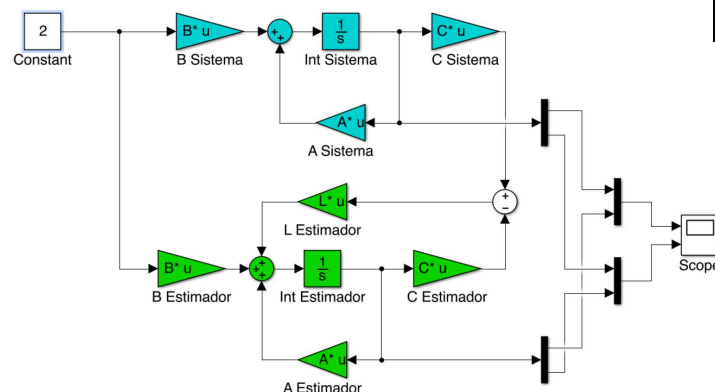 2
Constant
B* u
B Sistema
+
+
1
s
Int Sistema
C* u
C Sistema
A* u
A Sistema
+
−
L* u
L Estimador
B* u
B Estimador
+
+
+
1
s
Int Estimador
C* u
C Estimador
A* u
A Estimador
Scope